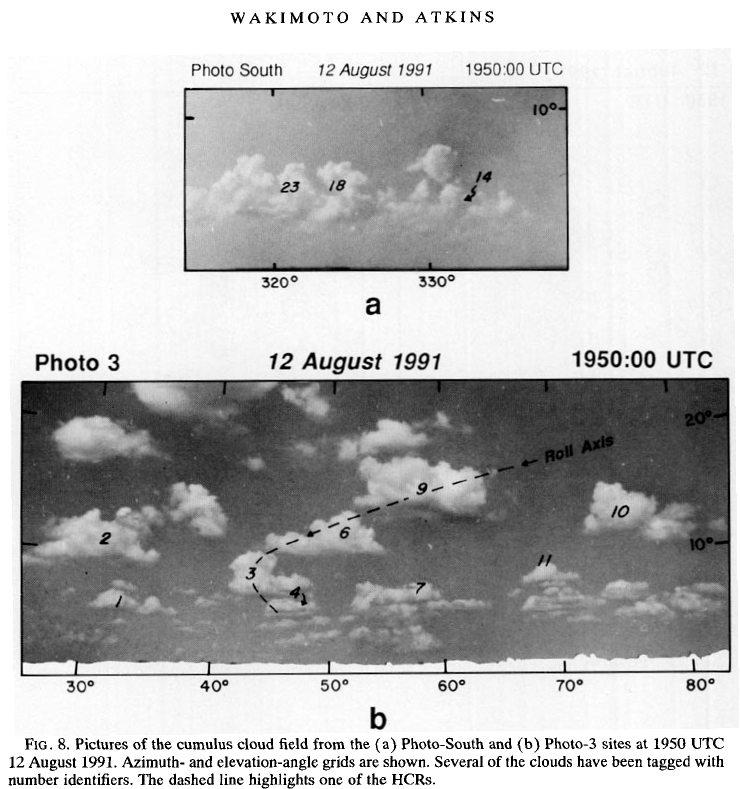 WAKIMOTO AND ATKINS
Photo South 12 August 1991 1950:00 UTC
10°
23 18 14
320° 330°
a
Photo 3 12 August 1991 1950:00 UTC
20°
Roll Axis
9
10
6
2
10°
11
3
4 7
1
30° 40° 50° 60° 70° 80°
b
FIG. 8. Pictures of the cumulus cloud field from the (a) Photo-South and (b) Photo-3 sites at 1950 UTC
12 August 1991. Azimuth- and elevation-angle grids are shown. Several of the clouds have been tagged with
number identifiers. The dashed line highlights one of the HCRs.